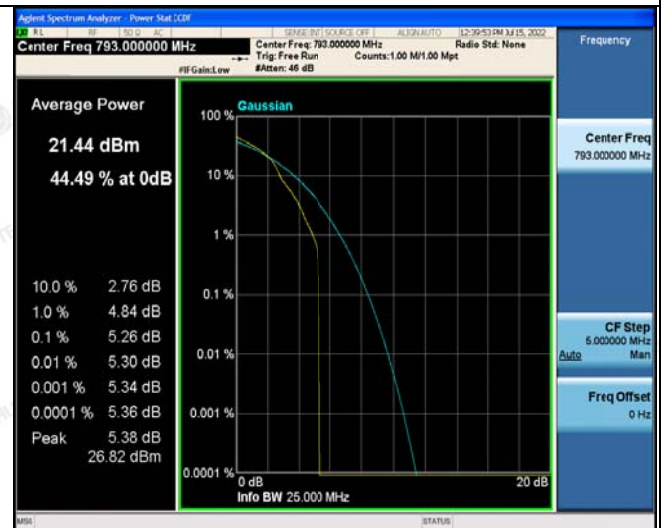 Agilent Spectrum Analyzer - Power Stat CCDF
RL RF 50 Ω AC SENSE:INT SOURCE OFF ALIGN AUTO 12:39:53 PM Jul 15, 2022
Center Freq 793.000000 MHz
Center Freq: 793.000000 MHz Radio Std: None
Trig: Free Run Counts:1.00 M/1.00 Mpt
#IFGain:Low #Atten: 46 dB
Frequency
Average Power
21.44 dBm
44.49 % at 0dB
10.0 % 2.76 dB
1.0 % 4.84 dB
0.1 % 5.26 dB
0.01 % 5.30 dB
0.001 % 5.34 dB
0.0001 % 5.36 dB
Peak 5.38 dB
26.82 dBm
Gaussian
100 %
10 %
1 %
0.1 %
0.01 %
0.001 %
0.0001 %
0 dB 20 dB
Info BW 25.000 MHz
Center Freq
793.000000 MHz
CF Step
5.000000 MHz
Auto Man
Freq Offset
0 Hz
MSG STATUS